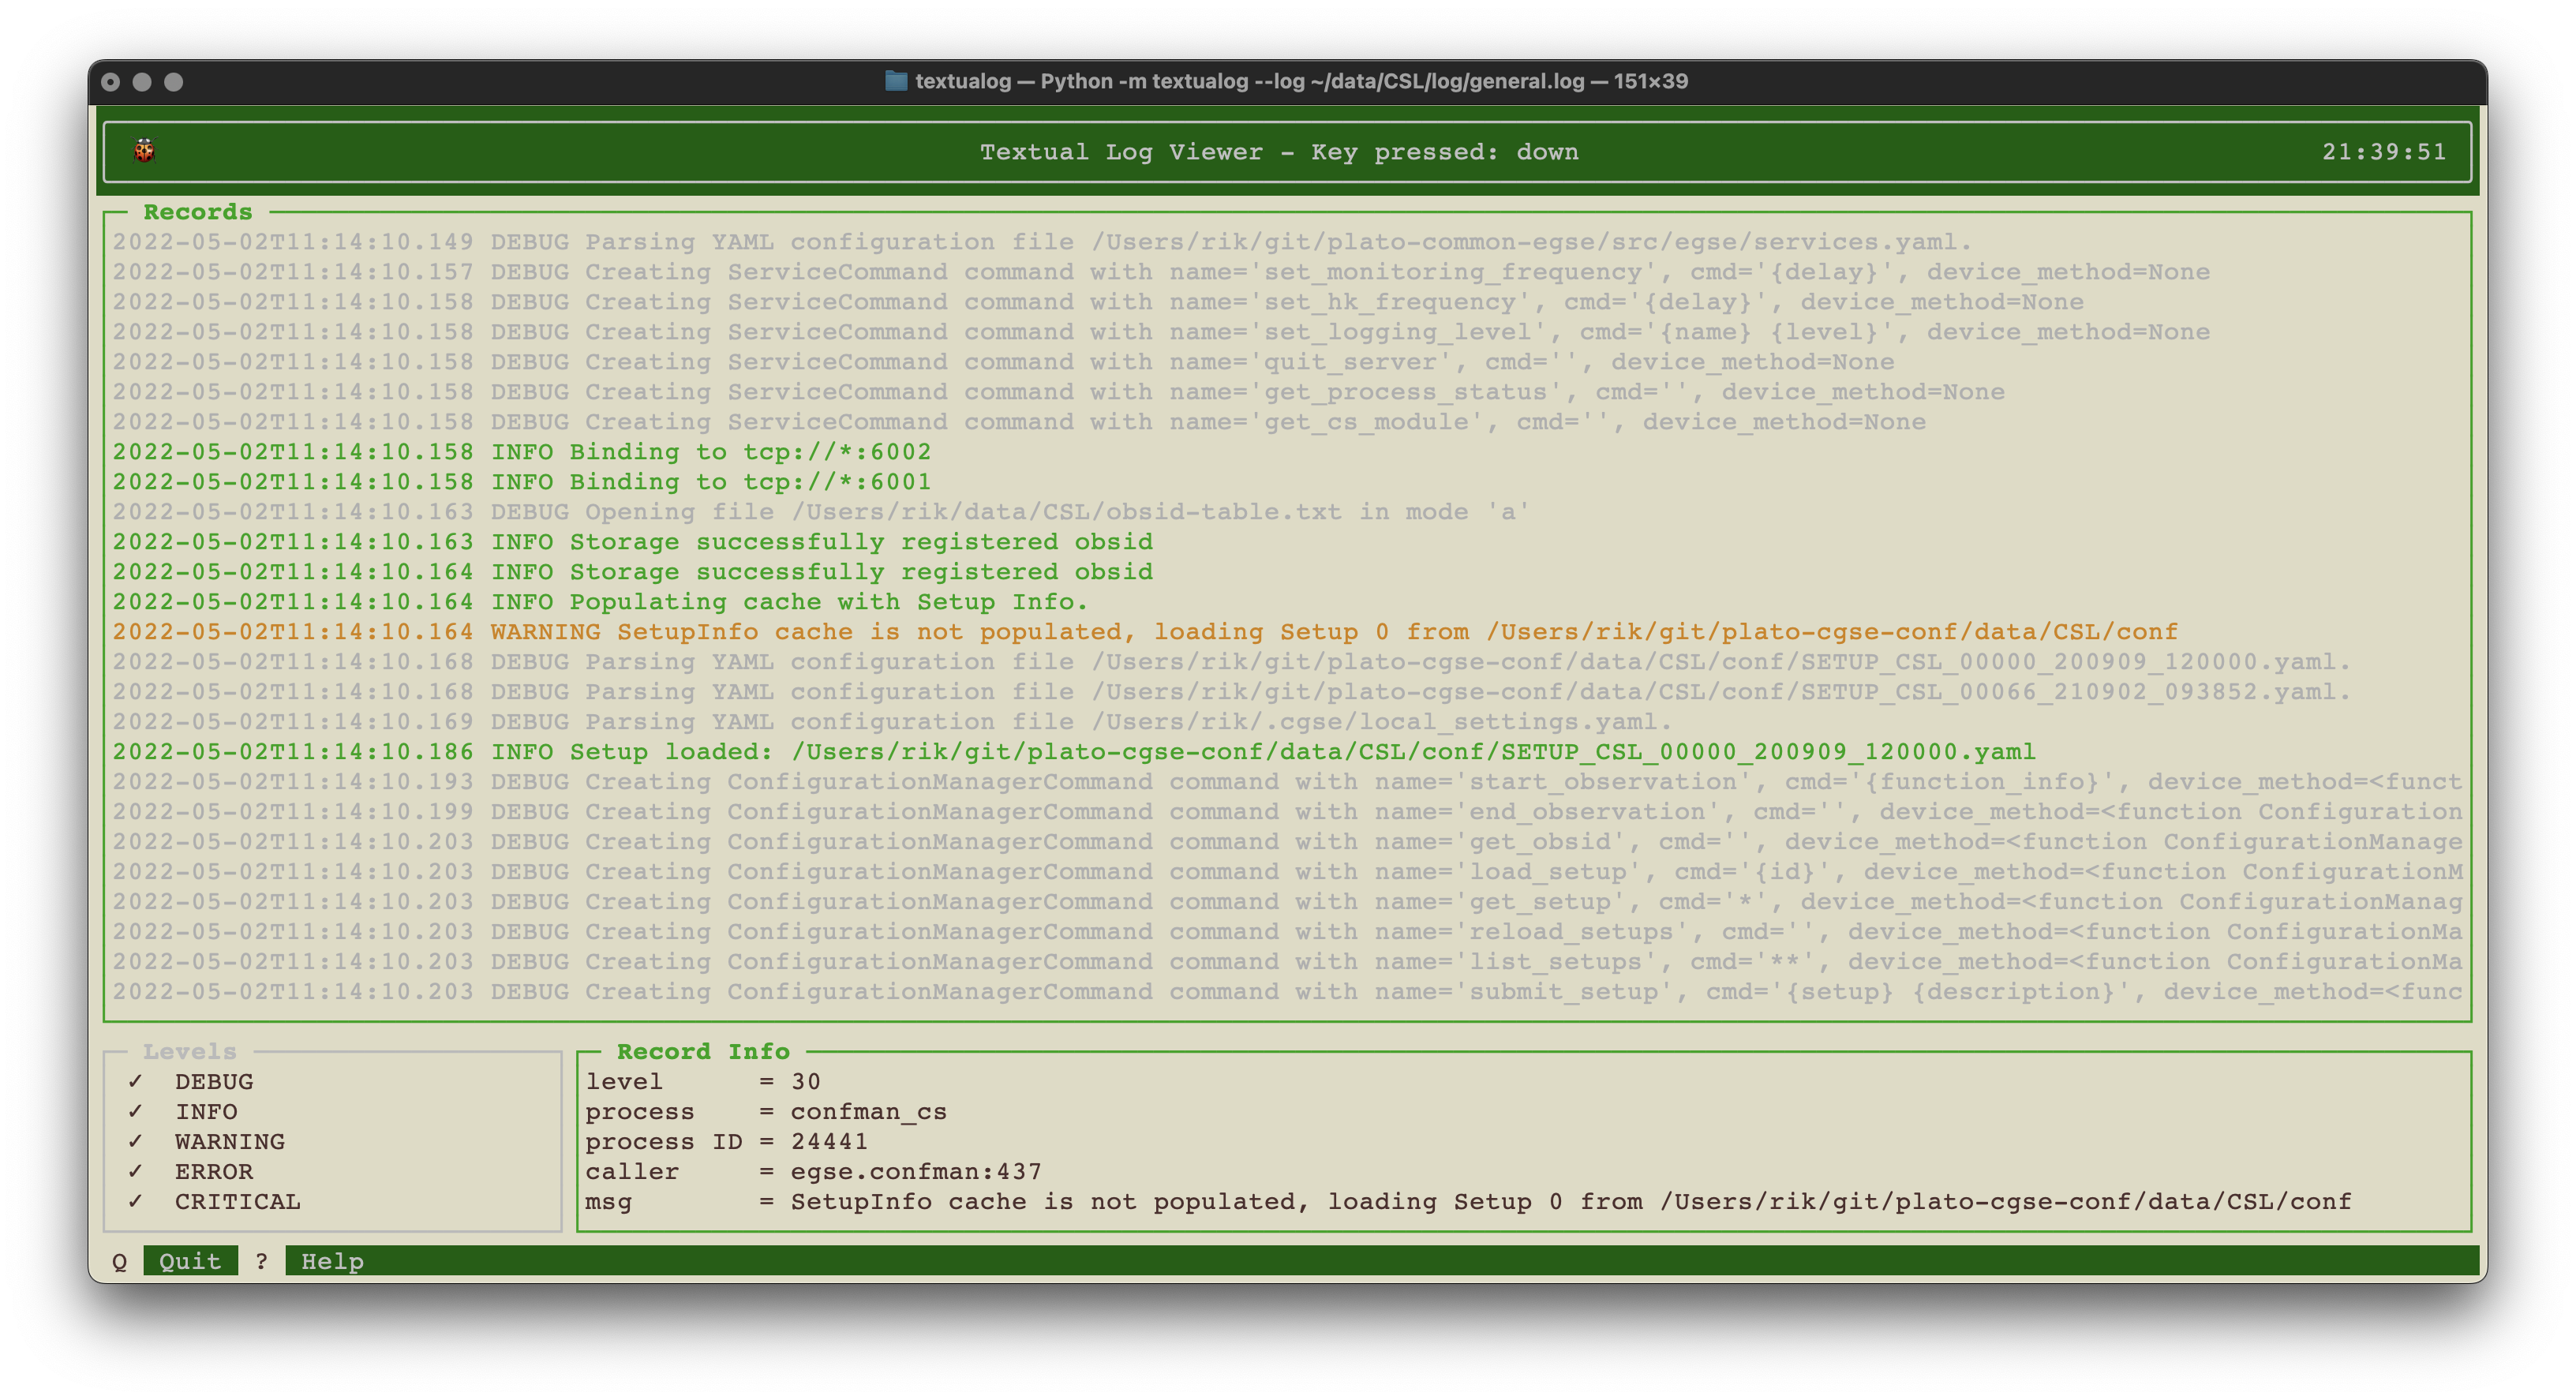 textualog — Python -m textualog --log ~/data/CSL/log/general.log — 151×39
Textual Log Viewer - Key pressed: down 21:39:51
Records
2022-05-02T11:14:10.149 DEBUG Parsing YAML configuration file /Users/rik/git/plato-common-egse/src/egse/services.yaml.
2022-05-02T11:14:10.157 DEBUG Creating ServiceCommand command with name='set_monitoring_frequency', cmd='{delay}', device_method=None
2022-05-02T11:14:10.158 DEBUG Creating ServiceCommand command with name='set_hk_frequency', cmd='{delay}', device_method=None
2022-05-02T11:14:10.158 DEBUG Creating ServiceCommand command with name='set_logging_level', cmd='{name} {level}', device_method=None
2022-05-02T11:14:10.158 DEBUG Creating ServiceCommand command with name='quit_server', cmd='', device_method=None
2022-05-02T11:14:10.158 DEBUG Creating ServiceCommand command with name='get_process_status', cmd='', device_method=None
2022-05-02T11:14:10.158 DEBUG Creating ServiceCommand command with name='get_cs_module', cmd='', device_method=None
2022-05-02T11:14:10.158 INFO Binding to tcp://*:6002
2022-05-02T11:14:10.158 INFO Binding to tcp://*:6001
2022-05-02T11:14:10.163 DEBUG Opening file /Users/rik/data/CSL/obsid-table.txt in mode 'a'
2022-05-02T11:14:10.163 INFO Storage successfully registered obsid
2022-05-02T11:14:10.164 INFO Storage successfully registered obsid
2022-05-02T11:14:10.164 INFO Populating cache with Setup Info.
2022-05-02T11:14:10.164 WARNING SetupInfo cache is not populated, loading Setup 0 from /Users/rik/git/plato-cgse-conf/data/CSL/conf
2022-05-02T11:14:10.168 DEBUG Parsing YAML configuration file /Users/rik/git/plato-cgse-conf/data/CSL/conf/SETUP_CSL_00000_200909_120000.yaml.
2022-05-02T11:14:10.168 DEBUG Parsing YAML configuration file /Users/rik/git/plato-cgse-conf/data/CSL/conf/SETUP_CSL_00066_210902_093852.yaml.
2022-05-02T11:14:10.169 DEBUG Parsing YAML configuration file /Users/rik/.cgse/local_settings.yaml.
2022-05-02T11:14:10.186 INFO Setup loaded: /Users/rik/git/plato-cgse-conf/data/CSL/conf/SETUP_CSL_00000_200909_120000.yaml
2022-05-02T11:14:10.193 DEBUG Creating ConfigurationManagerCommand command with name='start_observation', cmd='{function_info}', device_method=<funct
2022-05-02T11:14:10.199 DEBUG Creating ConfigurationManagerCommand command with name='end_observation', cmd='', device_method=<function Configuration
2022-05-02T11:14:10.203 DEBUG Creating ConfigurationManagerCommand command with name='get_obsid', cmd='', device_method=<function ConfigurationManage
2022-05-02T11:14:10.203 DEBUG Creating ConfigurationManagerCommand command with name='load_setup', cmd='{id}', device_method=<function ConfigurationM
2022-05-02T11:14:10.203 DEBUG Creating ConfigurationManagerCommand command with name='get_setup', cmd='*', device_method=<function ConfigurationManag
2022-05-02T11:14:10.203 DEBUG Creating ConfigurationManagerCommand command with name='reload_setups', cmd='', device_method=<function ConfigurationMa
2022-05-02T11:14:10.203 DEBUG Creating ConfigurationManagerCommand command with name='list_setups', cmd='**', device_method=<function ConfigurationMa
2022-05-02T11:14:10.203 DEBUG Creating ConfigurationManagerCommand command with name='submit_setup', cmd='{setup} {description}', device_method=<func
Levels
✓ DEBUG
✓ INFO
✓ WARNING
✓ ERROR
✓ CRITICAL
Record Info
level = 30
process = confman_cs
process ID = 24441
caller = egse.confman:437
msg = SetupInfo cache is not populated, loading Setup 0 from /Users/rik/git/plato-cgse-conf/data/CSL/conf
Q Quit ? Help